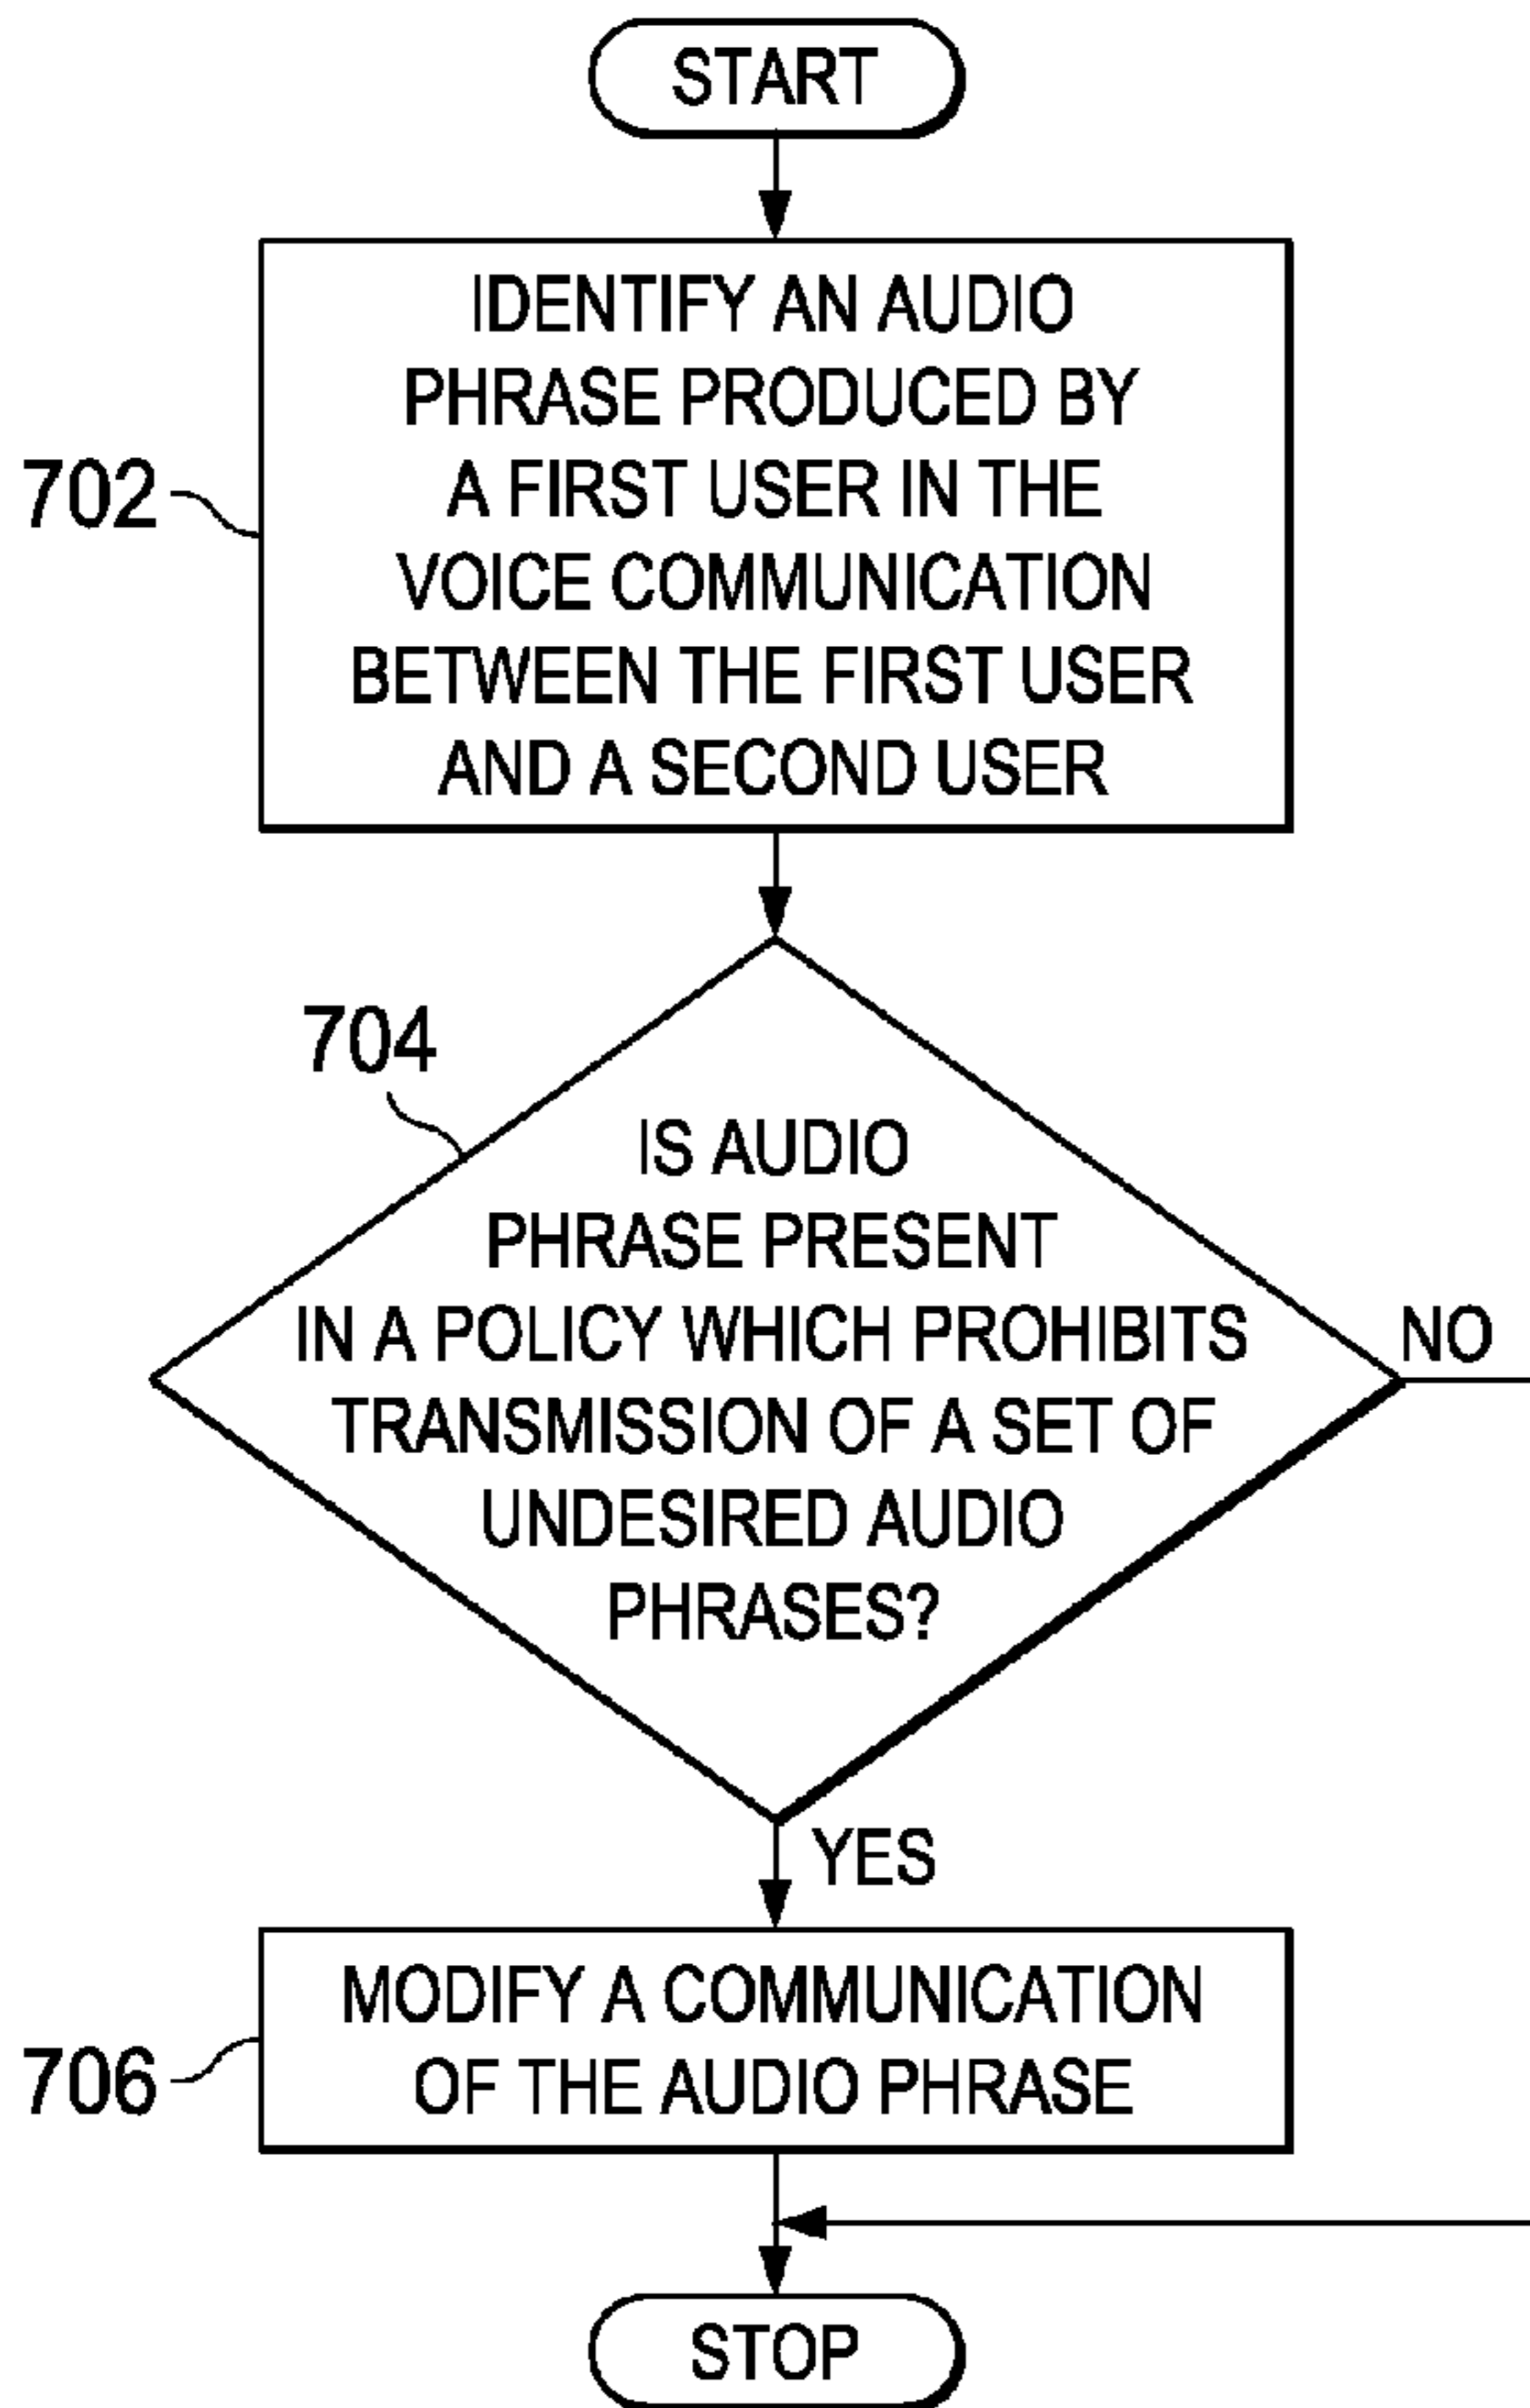 START
IDENTIFY AN AUDIO
PHRASE PRODUCED BY
A FIRST USER IN THE
VOICE COMMUNICATION
BETWEEN THE FIRST USER
AND A SECOND USER
702
704
IS AUDIO
PHRASE PRESENT
IN A POLICY WHICH PROHIBITS
TRANSMISSION OF A SET OF
UNDESIRED AUDIO
PHRASES?
NO
YES
MODIFY A COMMUNICATION
OF THE AUDIO PHRASE
706
STOP